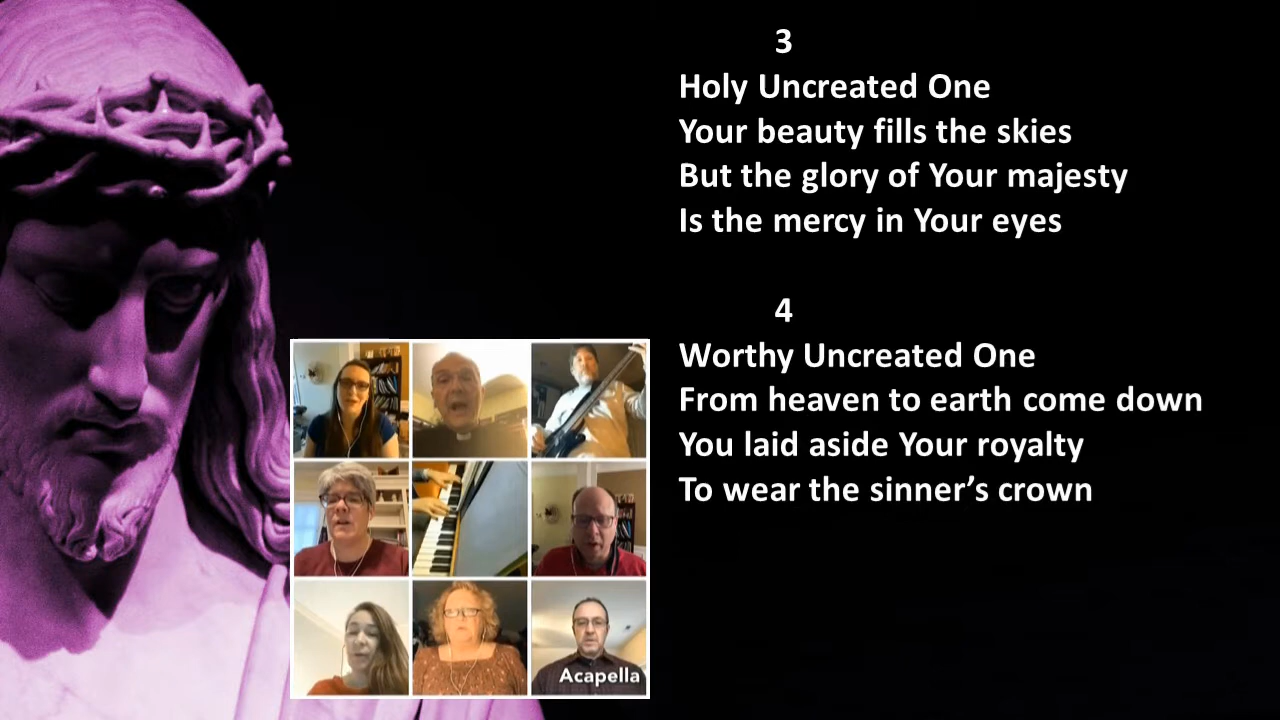 3
Holy Uncreated One
Your beauty fills the skies
But the glory of Your majesty
Is the mercy in Your eyes
4
Worthy Uncreated One
From heaven to earth come down
You laid aside Your royalty
To wear the sinner’s crown
Acapella